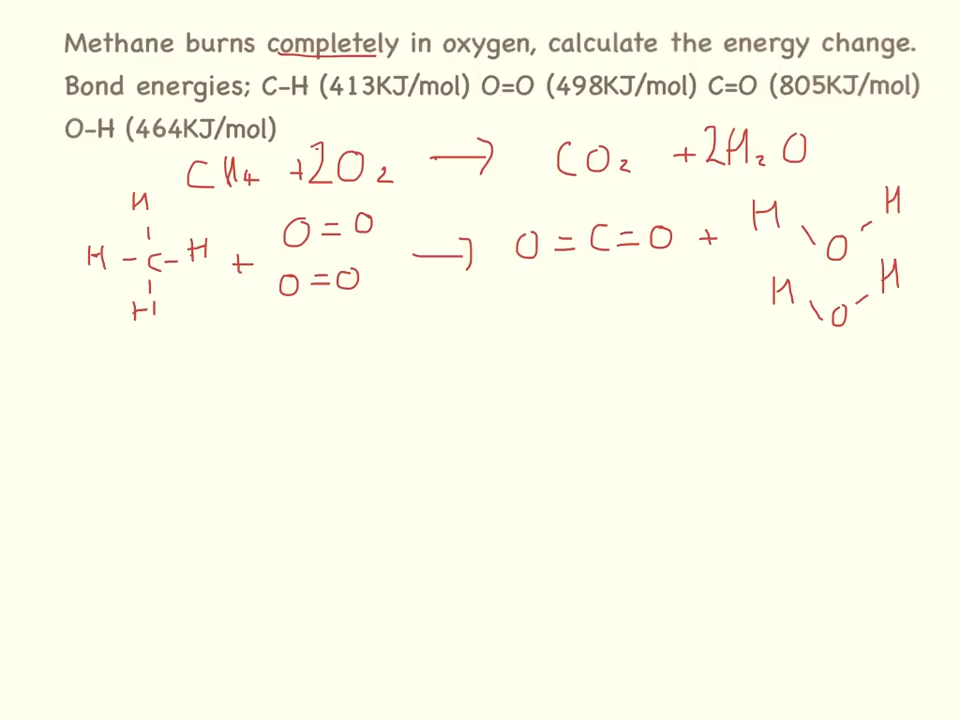 Methane burns completely in oxygen, calculate the energy change.
Bond energies; C-H (413KJ/mol) O=O (498KJ/mol) C=O (805KJ/mol)
O-H (464KJ/mol)
CH4 + 2O2 → CO2 + 2H2O
H
H - C - H + O=O → O=C=O + H \ O / H
O=O
H
H \ O / H